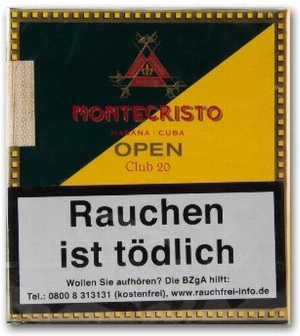 MONTECRISTO
HABANA · CUBA
OPEN
Club 20
Rauchen
ist tödlich
Wollen Sie aufhören? Die BZgA hilft:
Tel.: 0800 8 313131 (kostenfrei), www.rauchfrei-info.de